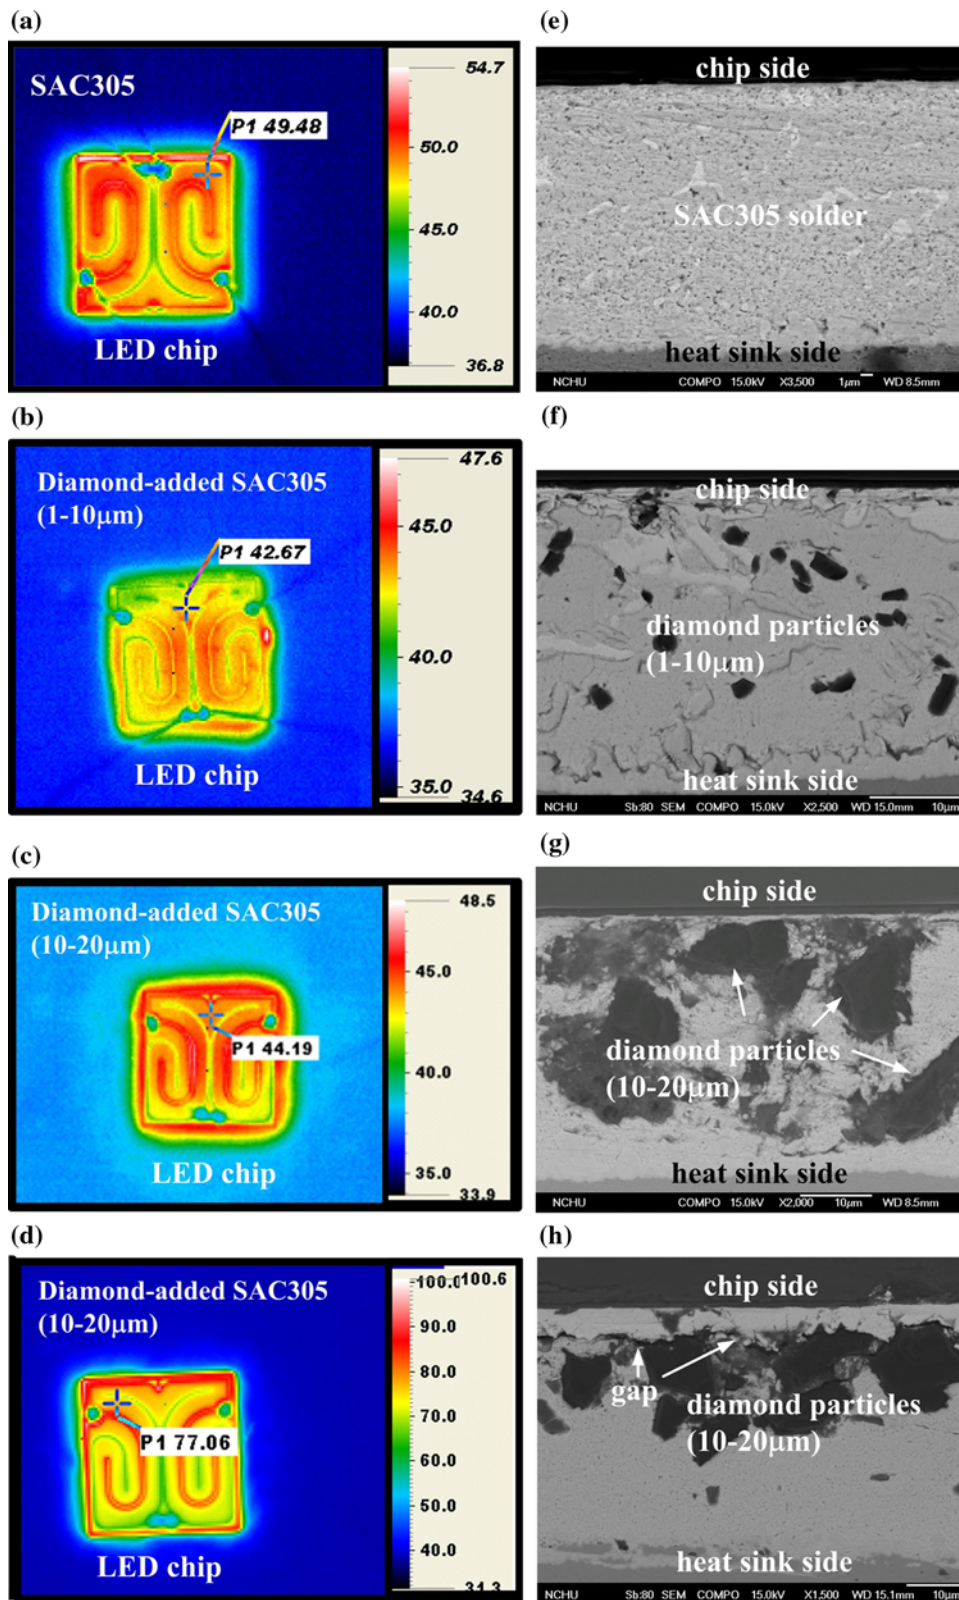 (a)
SAC305
P1 49.48
LED chip
54.7
50.0
45.0
40.0
36.8
(e)
chip side
SAC305 solder
heat sink side
NCHU COMPO 15.0kV X3,500 1μm WD 8.5mm
(b)
Diamond-added SAC305
(1-10μm)
P1 42.67
LED chip
47.6
45.0
40.0
35.0
34.6
(f)
chip side
diamond particles
(1-10μm)
heat sink side
NCHU Sb:80 SEM COMPO 15.0kV X2,500 WD 15.0mm 10μm
(c)
Diamond-added SAC305
(10-20μm)
P1 44.19
LED chip
48.5
45.0
40.0
35.0
33.9
(g)
chip side
diamond particles
(10-20μm)
heat sink side
NCHU COMPO 15.0kV X2,000 10μm WD 8.5mm
(d)
Diamond-added SAC305
(10-20μm)
P1 77.06
LED chip
100.0 100.6
90.0
80.0
70.0
60.0
50.0
40.0
31.3
(h)
chip side
gap
diamond particles
(10-20μm)
heat sink side
NCHU Sb:80 SEM COMPO 15.0kV X1,500 WD 15.1mm 10μm